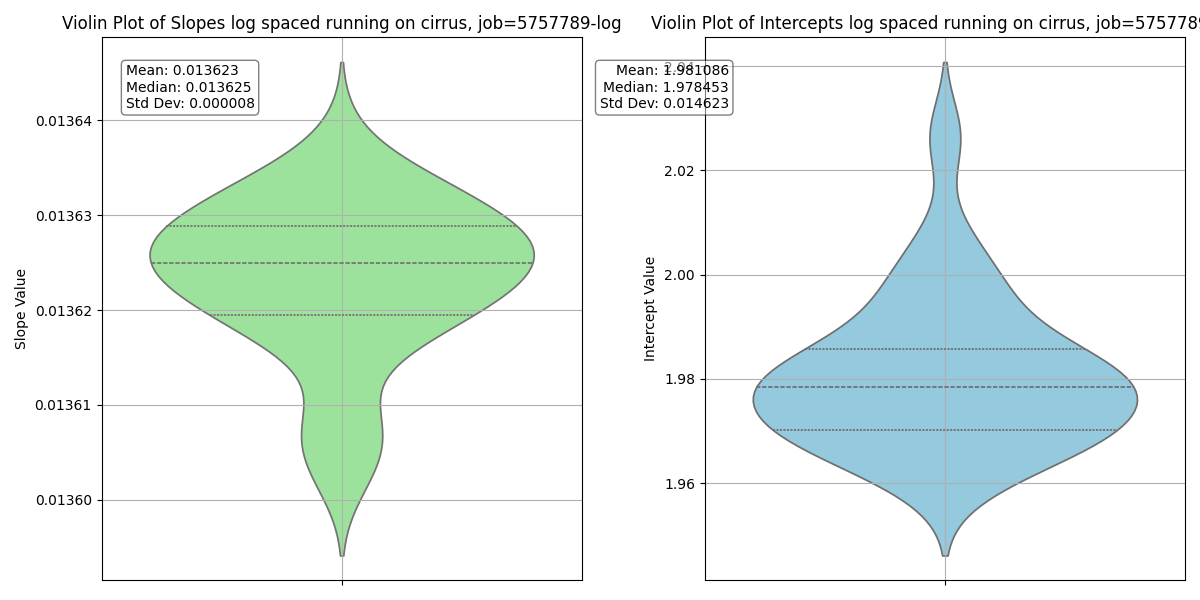 Violin Plot of Slopes log spaced running on cirrus, job=5757789-log
Mean: 0.013623
Median: 0.013625
Std Dev: 0.000008
0.01364
0.01363
0.01362
0.01361
0.01360
Slope Value
Violin Plot of Intercepts log spaced running on cirrus, job=5757789
Mean: 1.981086
Median: 1.978453
Std Dev: 0.014623
2.04
2.02
2.00
1.98
1.96
Intercept Value